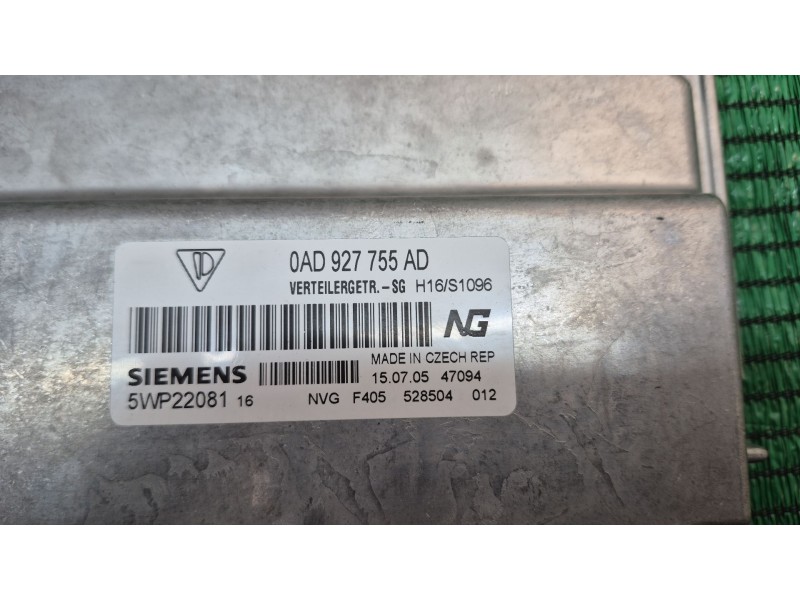 0AD 927 755 AD
VERTEILERGETR.-SG H16/S1096
NG
MADE IN CZECH REP
SIEMENS 15.07.05 47094
5WP22081 16 NVG F405 528504 012